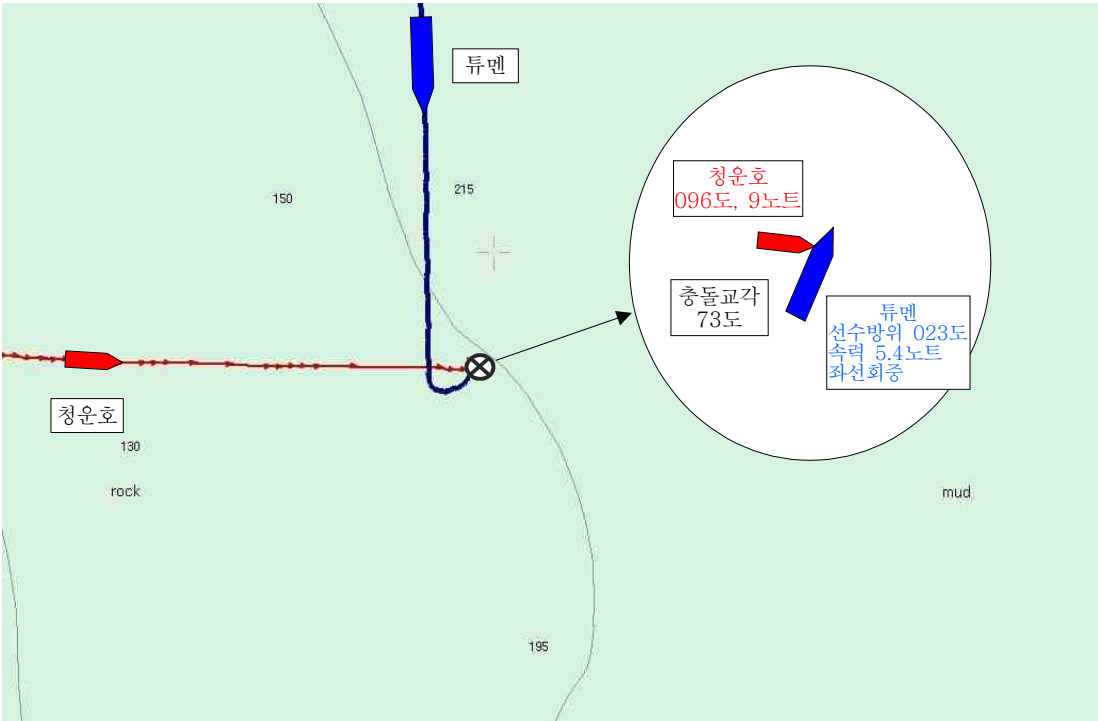 튜멘
150
215
청운호
096도, 9노트
충돌교각
73도
튜멘
선수방위 023도
속력 5.4노트
좌선회중
청운호
130
rock
mud
195